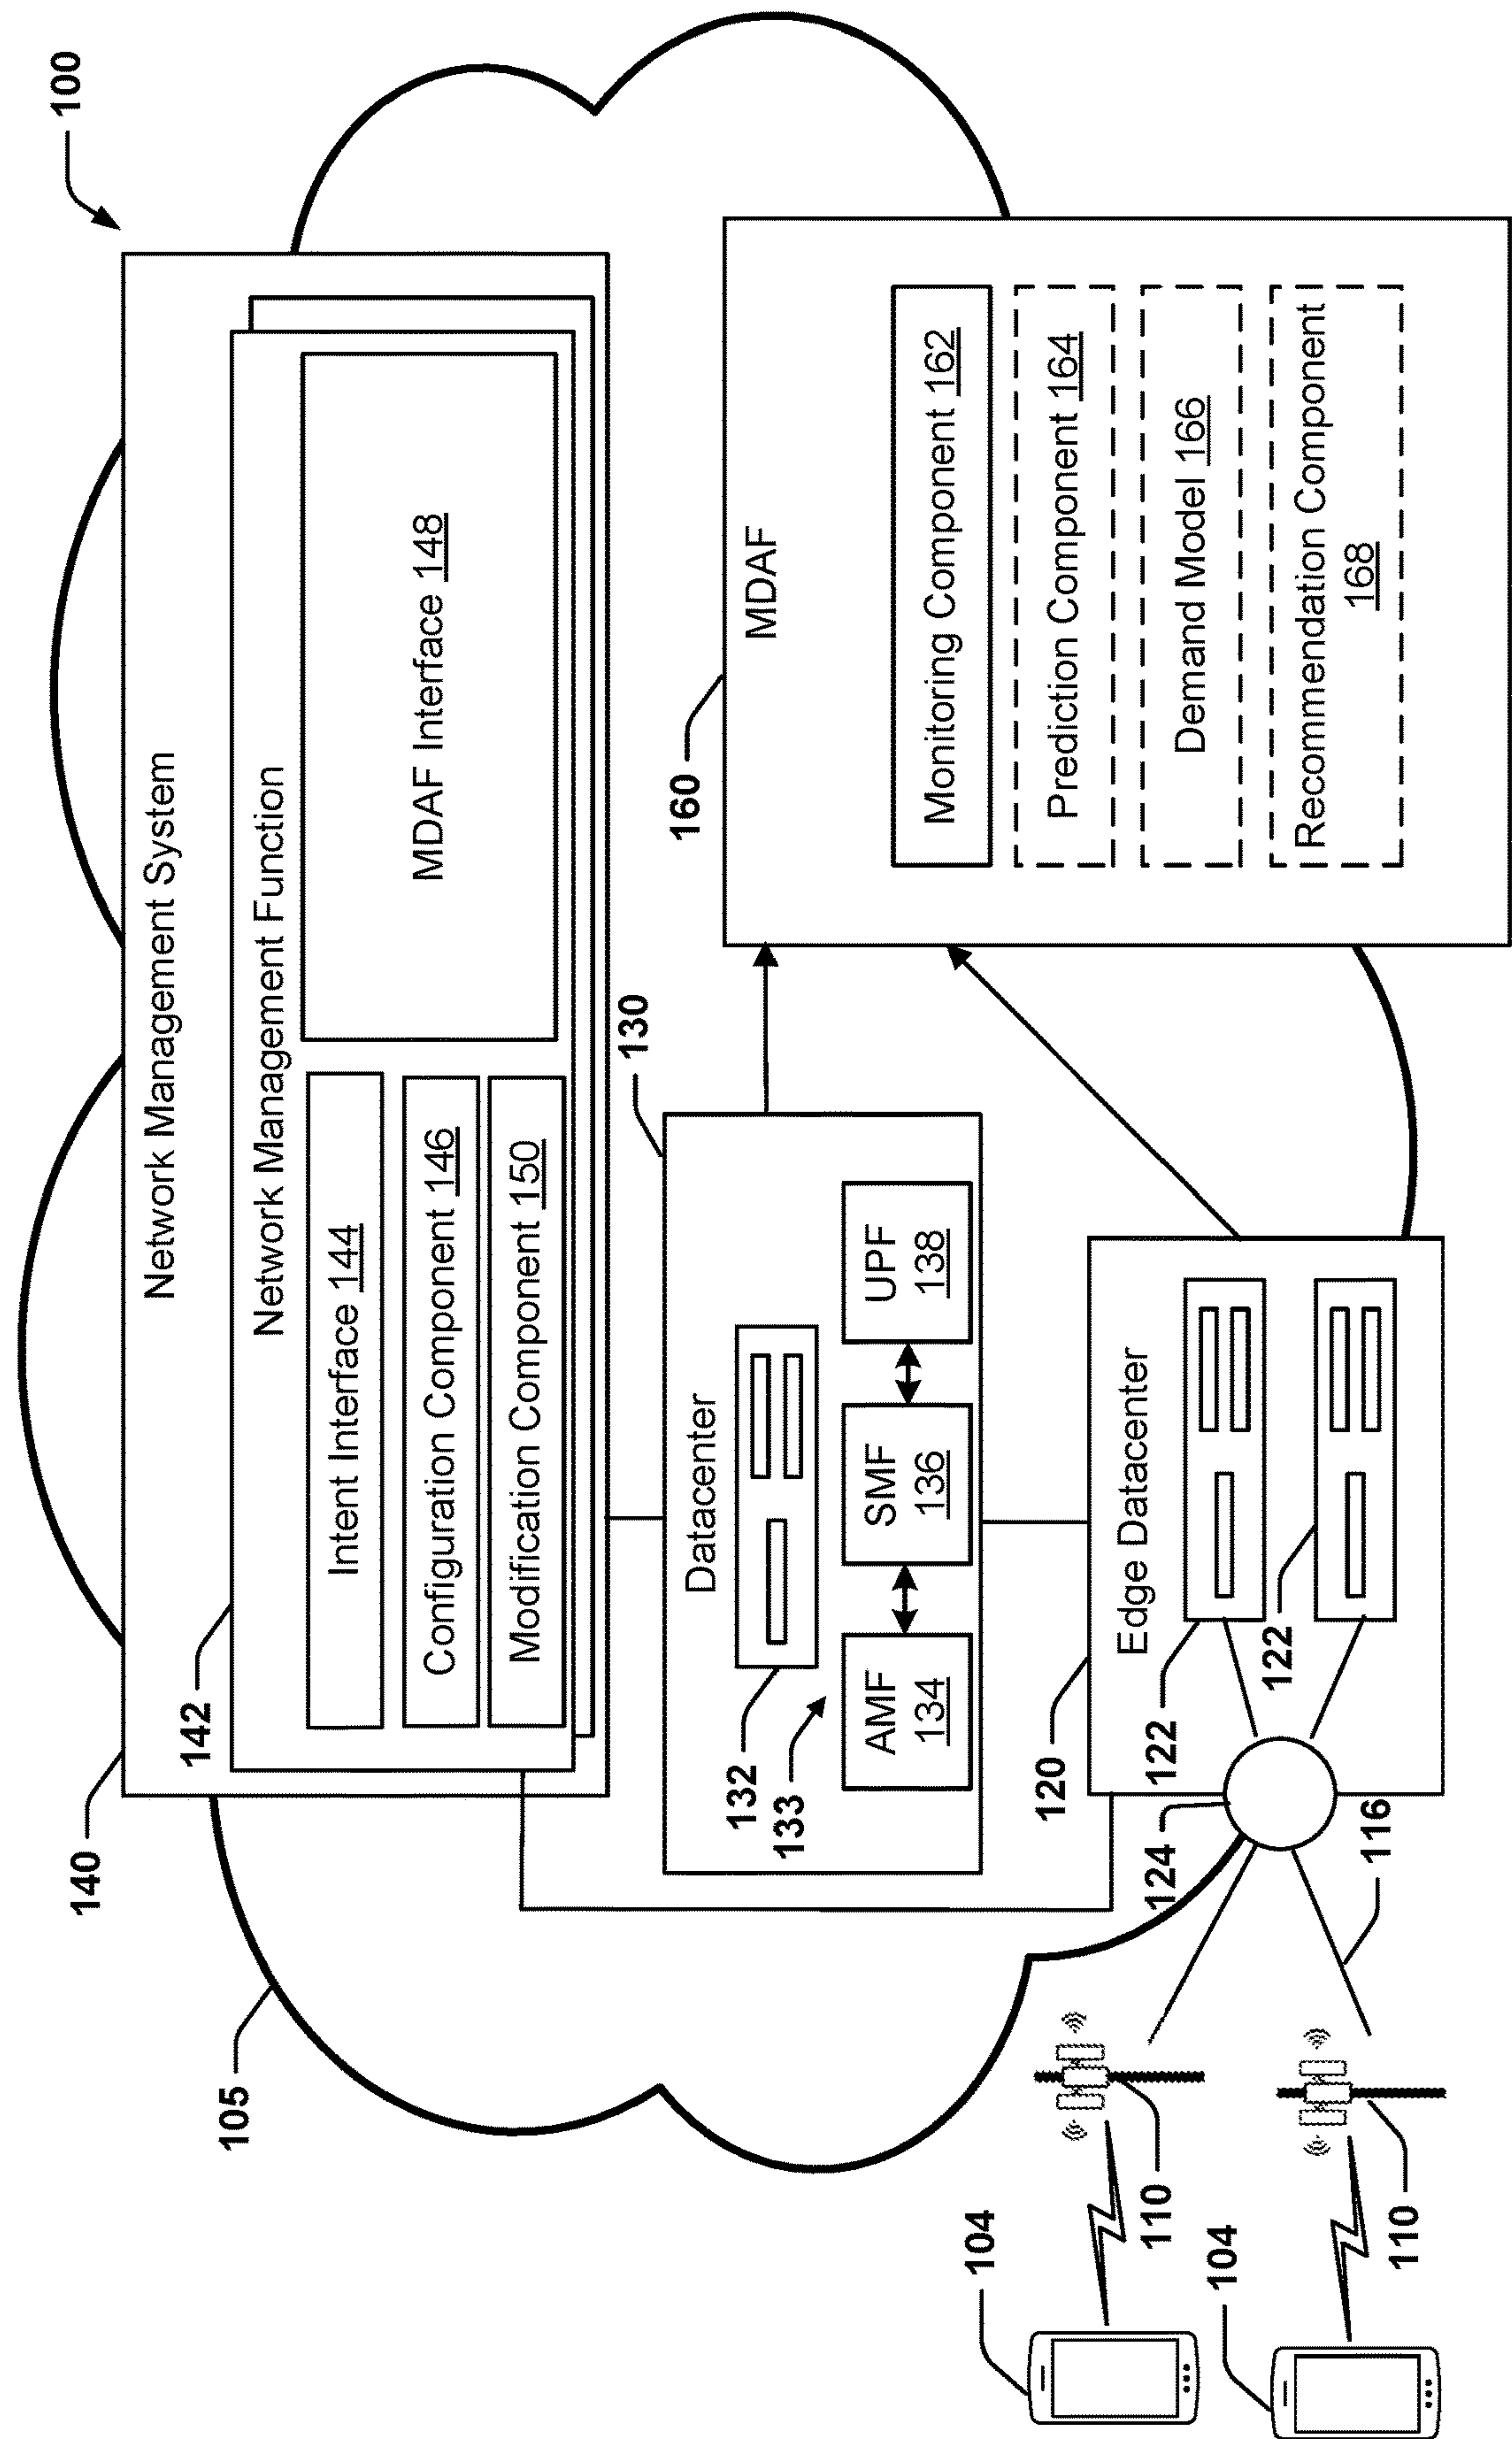 100
140
Network Management System
142
Network Management Function
Intent Interface 144
Configuration Component 146
Modification Component 150
MDAF Interface 148
105
130
Datacenter
132
133
AMF
134
SMF
136
UPF
138
160
MDAF
Monitoring Component 162
Prediction Component 164
Demand Model 166
Recommendation Component
168
120
Edge Datacenter
122
122
124
116
104
110
104
110